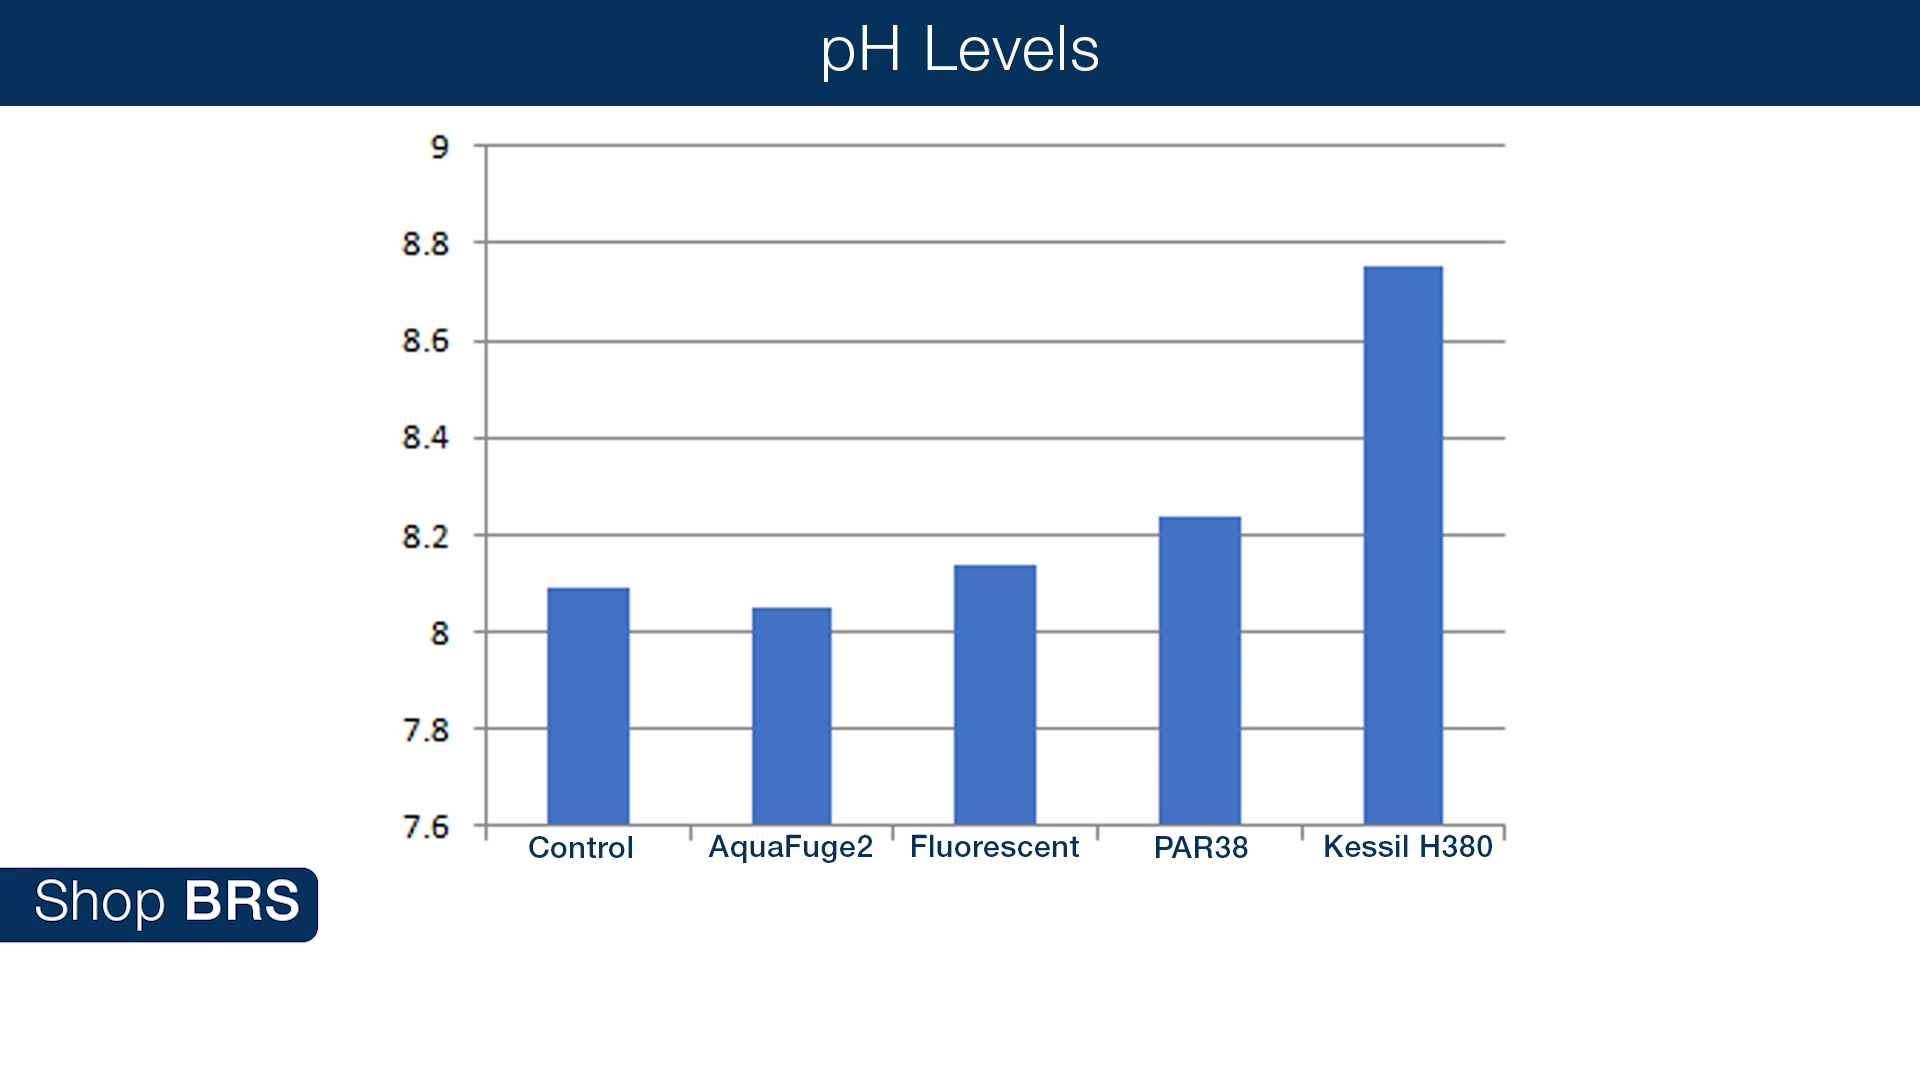 pH Levels
9
8.8
8.6
8.4
8.2
8
7.8
7.6
Control AquaFuge2 Fluorescent PAR38 Kessil H380
Shop BRS